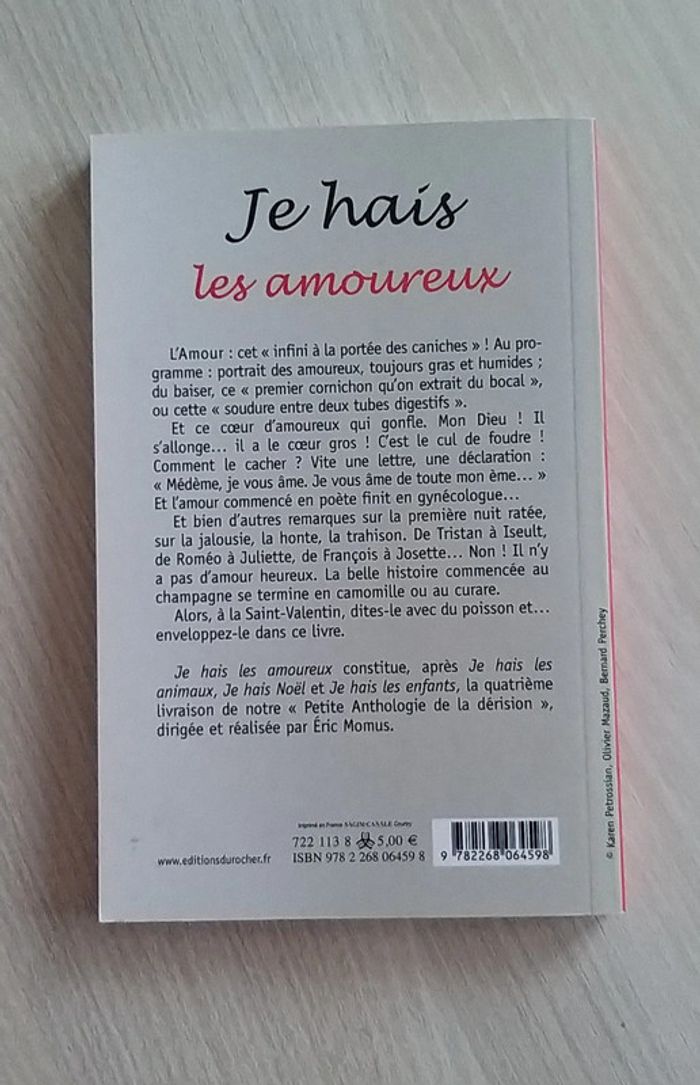 Je hais
les amoureux
L'Amour : cet « infini à la portée des caniches » ! Au pro-
gramme : portrait des amoureux, toujours gras et humides ;
du baiser, ce « premier cornichon qu'on extrait du bocal »,
ou cette « soudure entre deux tubes digestifs ».
Et ce cœur d'amoureux qui gonfle. Mon Dieu ! Il
s'allonge... il a le cœur gros ! C'est le cul de foudre !
Comment le cacher ? Vite une lettre, une déclaration :
« Médème, je vous âme. Je vous âme de toute mon ème... »
Et l'amour commencé en poète finit en gynécologue...
Et bien d'autres remarques sur la première nuit ratée,
sur la jalousie, la honte, la trahison. De Tristan à Iseult,
de Roméo à Juliette, de François à Josette... Non ! Il n'y
a pas d'amour heureux. La belle histoire commencée au
champagne se termine en camomille ou au curare.
Alors, à la Saint-Valentin, dites-le avec du poisson et...
enveloppez-le dans ce livre.
Je hais les amoureux constitue, après Je hais les
animaux, Je hais Noël et Je hais les enfants, la quatrième
livraison de notre « Petite Anthologie de la dérision »,
dirigée et réalisée par Éric Momus.
Imprimé en France
722 113 8 5,00 €
www.editionsdurocher.fr ISBN 978 2 268 06459 8
9 782268 064598
© Karen Petrossian, Olivier Mazaud, Bernard Perchey